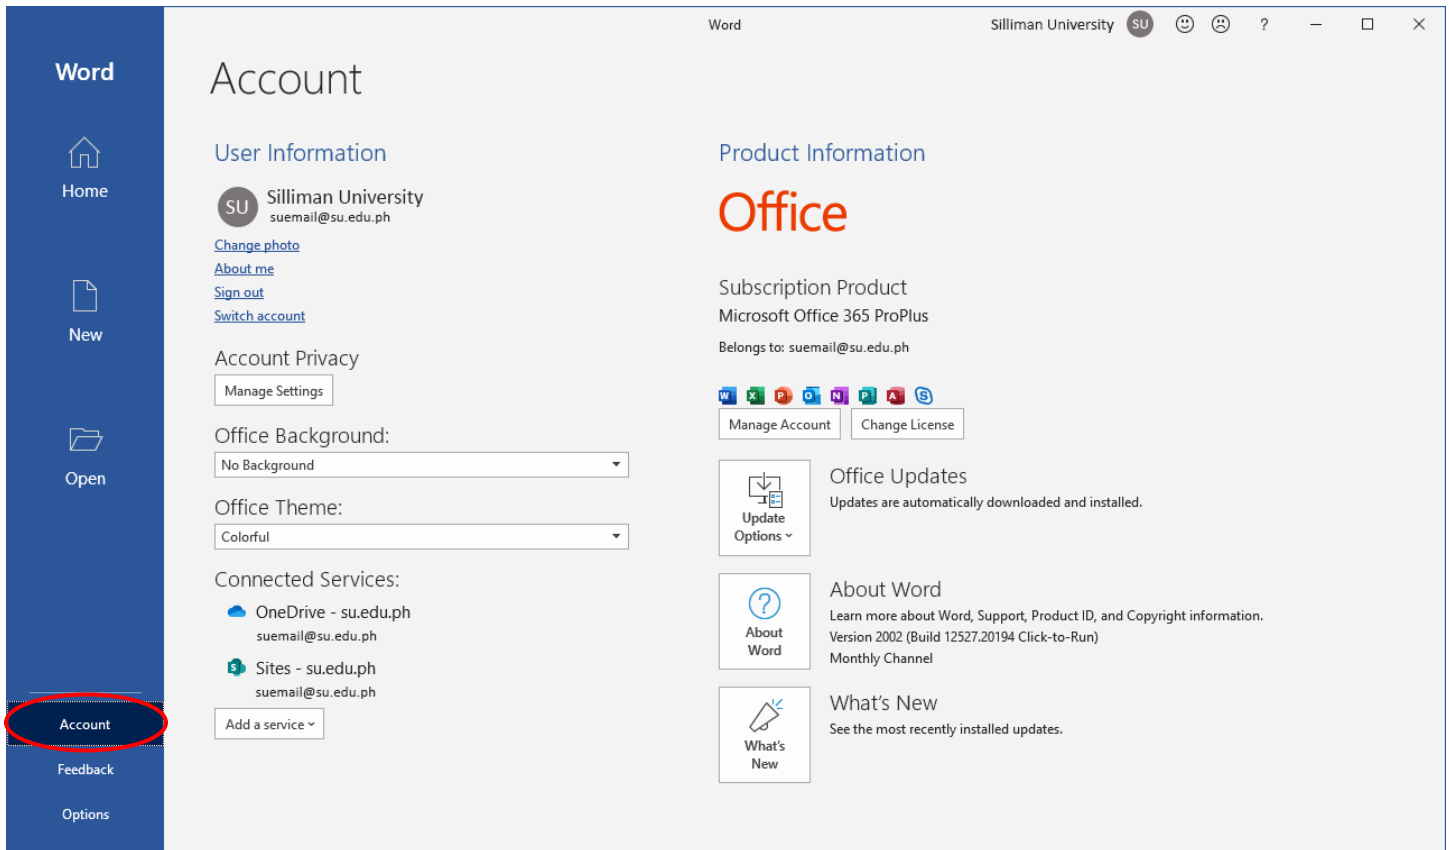 Word
Silliman University SU ?
Word
Home
New
Open
Account
Feedback
Options
Account
User Information
SU
Silliman University
suemail@su.edu.ph
Change photo
About me
Sign out
Switch account
Account Privacy
Manage Settings
Office Background:
No Background
Office Theme:
Colorful
Connected Services:
OneDrive - su.edu.ph
suemail@su.edu.ph
S
Sites - su.edu.ph
suemail@su.edu.ph
Add a service
Product Information
Office
Subscription Product
Microsoft Office 365 ProPlus
Belongs to: suemail@su.edu.ph
W X P O N P A S
Manage Account
Change License
Update
Options
Office Updates
Updates are automatically downloaded and installed.
?
About
Word
About Word
Learn more about Word, Support, Product ID, and Copyright information.
Version 2002 (Build 12527.20194 Click-to-Run)
Monthly Channel
What's
New
What's New
See the most recently installed updates.